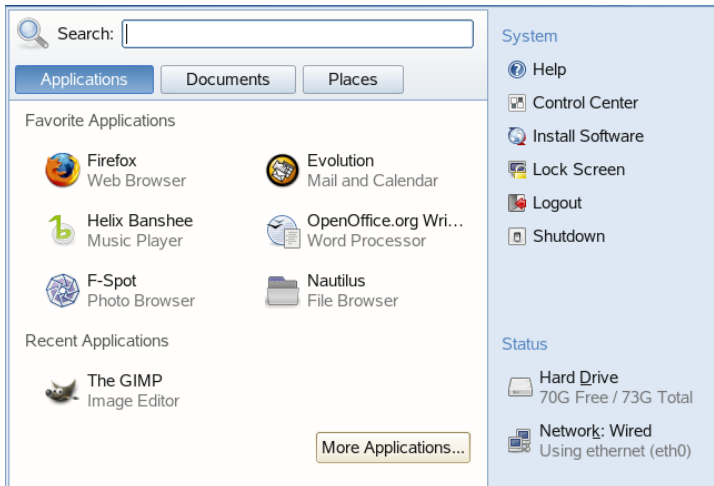 Search:
Applications
Documents
Places
Favorite Applications
Firefox
Web Browser
Evolution
Mail and Calendar
Helix Banshee
Music Player
OpenOffice.org Wri...
Word Processor
F-Spot
Photo Browser
Nautilus
File Browser
Recent Applications
The GIMP
Image Editor
More Applications...
System
Help
Control Center
Install Software
Lock Screen
Logout
Shutdown
Status
Hard Drive
70G Free / 73G Total
Network: Wired
Using ethernet (eth0)